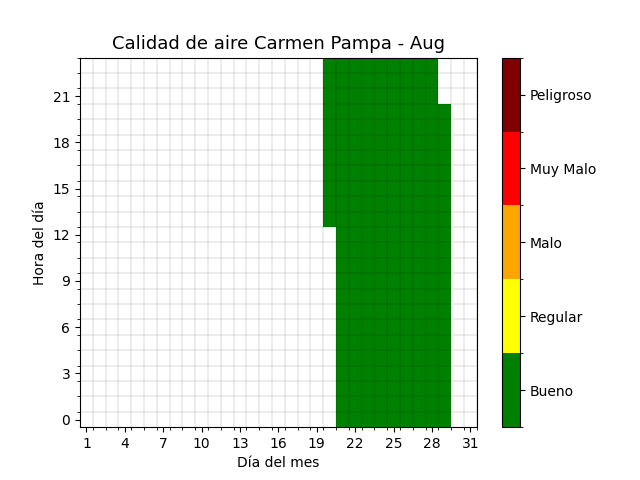 Calidad de aire Carmen Pampa - Aug
Hora del día
21
18
15
12
9
6
3
0
1 4 7 10 13 16 19 22 25 28 31
Día del mes
Peligroso
Muy Malo
Malo
Regular
Bueno